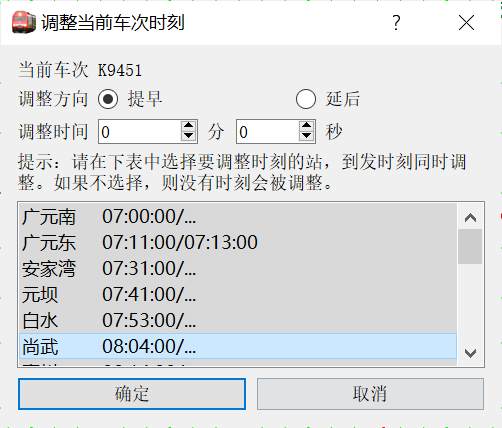 调整当前车次时刻
当前车次 K9451
调整方向 提早 延后
调整时间 0 分 0 秒
提示：请在下表中选择要调整时刻的站，到发时刻同时调
整。如果不选择，则没有时刻会被调整。
广元南 07:00:00/...
广元东 07:11:00/07:13:00
安家湾 07:31:00/...
元坝 07:41:00/...
白水 07:53:00/...
尚武 08:04:00/...
确定 取消